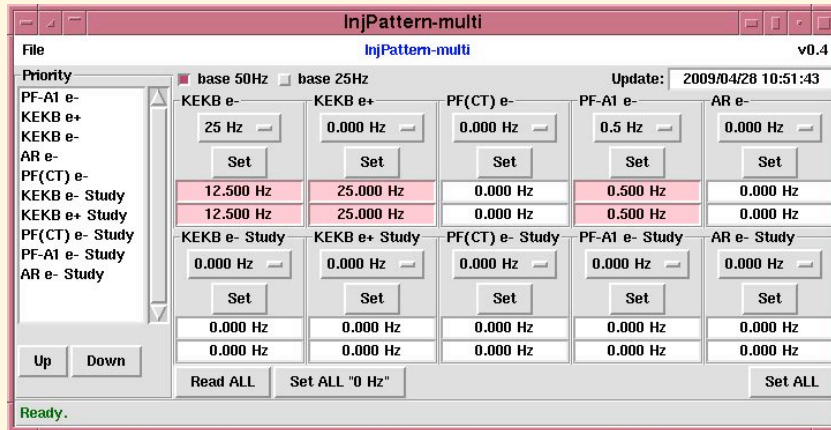 InjPattern-multi
File InjPattern-multi v0.4
Priority
PF-A1 e-
KEKB e+
KEKB e-
AR e-
PF(CT) e-
KEKB e- Study
KEKB e+ Study
PF(CT) e- Study
PF-A1 e- Study
AR e- Study
Up Down
base 50Hz base 25Hz Update: 2009/04/28 10:51:43
KEKB e- KEKB e+ PF(CT) e- PF-A1 e- AR e-
25 Hz 0.000 Hz 0.000 Hz 0.5 Hz 0.000 Hz
Set Set Set Set Set
12.500 Hz 25.000 Hz 0.000 Hz 0.500 Hz 0.000 Hz
12.500 Hz 25.000 Hz 0.000 Hz 0.500 Hz 0.000 Hz
KEKB e- Study KEKB e+ Study PF(CT) e- Study PF-A1 e- Study AR e- Study
0.000 Hz 0.000 Hz 0.000 Hz 0.000 Hz 0.000 Hz
Set Set Set Set Set
0.000 Hz 0.000 Hz 0.000 Hz 0.000 Hz 0.000 Hz
0.000 Hz 0.000 Hz 0.000 Hz 0.000 Hz 0.000 Hz
Read ALL Set ALL "0 Hz" Set ALL
Ready.